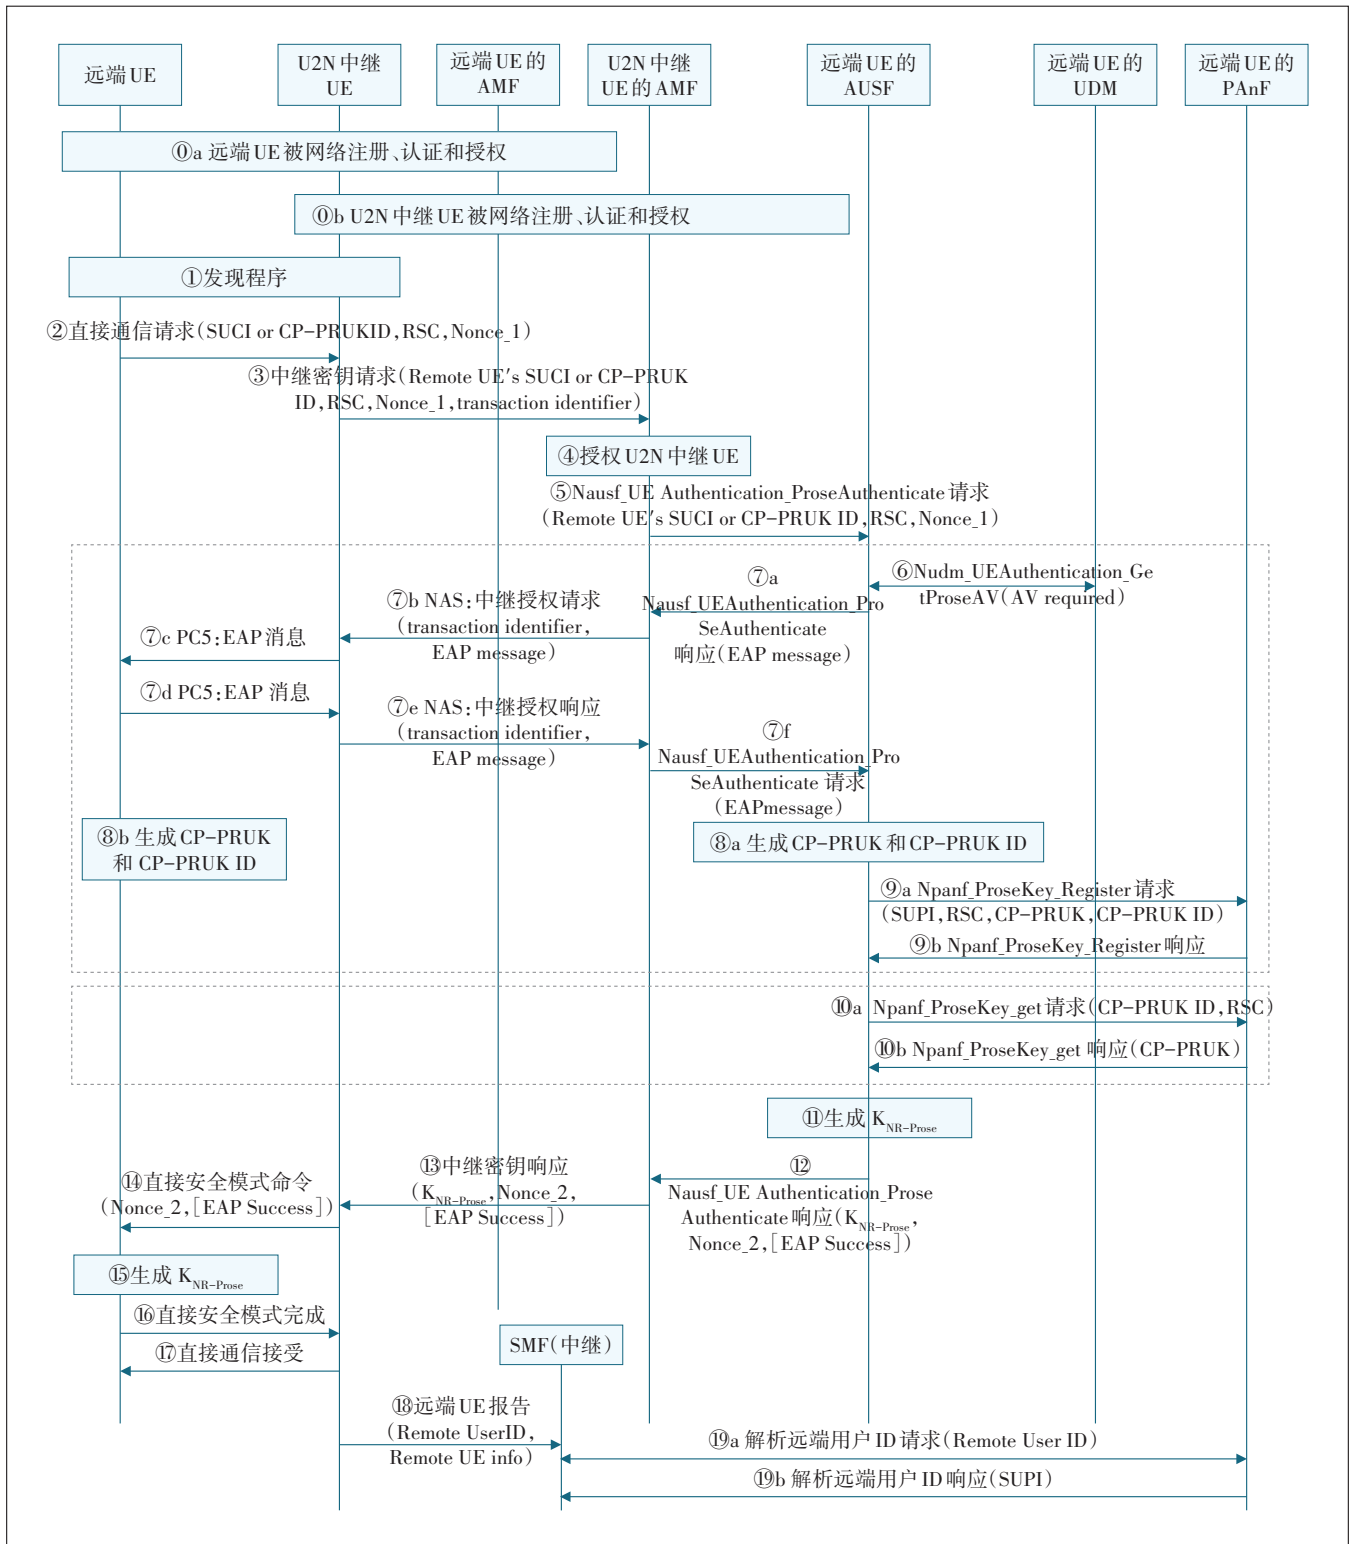 远端UE
U2N中继
UE
远端UE的
AMF
U2N中继
UE的AMF
远端UE的
AUSF
远端UE的
UDM
远端UE的
PAnF
⓪a 远端UE被网络注册、认证和授权
⓪b U2N中继UE被网络注册、认证和授权
①发现程序
②直接通信请求(SUCI or CP-PRUKID,RSC,Nonce_1)
③中继密钥请求(Remote UE's SUCI or CP-PRUK
ID,RSC,Nonce_1,transaction identifier)
④授权U2N中继UE
⑤Nausf_UE Authentication_ProseAuthenticate请求
(Remote UE's SUCI or CP-PRUK ID,RSC,Nonce_1)
⑥Nudm_UEAuthentication_Ge
tProseAV(AV required)
⑦a
Nausf_UEAuthentication_Pro
SeAuthenticate
响应(EAP message)
⑦b NAS:中继授权请求
(transaction identifier,
EAP message)
⑦c PC5:EAP消息
⑦d PC5:EAP 消息
⑦e NAS:中继授权响应
(transaction identifier,
EAP message)
⑦f
Nausf_UEAuthentication_Pro
SeAuthenticate 请求
(EAPmessage)
⑧b 生成CP-PRUK
和 CP-PRUK ID
⑧a 生成CP-PRUK和CP-PRUK ID
⑨a Npanf_ProseKey_Register请求
(SUPI,RSC,CP-PRUK,CP-PRUK ID)
⑨b Npanf_ProseKey_Register响应
⑩a Npanf_ProseKey_get请求(CP-PRUK ID,RSC)
⑩b Npanf_ProseKey_get 响应(CP-PRUK)
⑪生成 K_NR-Prose
⑫
Nausf_UE Authentication_Prose
Authenticate响应(K_NR-Prose,
Nonce_2,[EAP Success])
⑬中继密钥响应
(K_NR-Prose,Nonce_2,
[EAP Success])
⑭直接安全模式命令
(Nonce_2,[EAP Success])
⑮生成 K_NR-Prose
⑯直接安全模式完成
⑰直接通信接受
SMF(中继)
⑱远端UE报告
(Remote UserID,
Remote UE info)
⑲a 解析远端用户ID请求(Remote User ID)
⑲b 解析远端用户ID响应(SUPI)